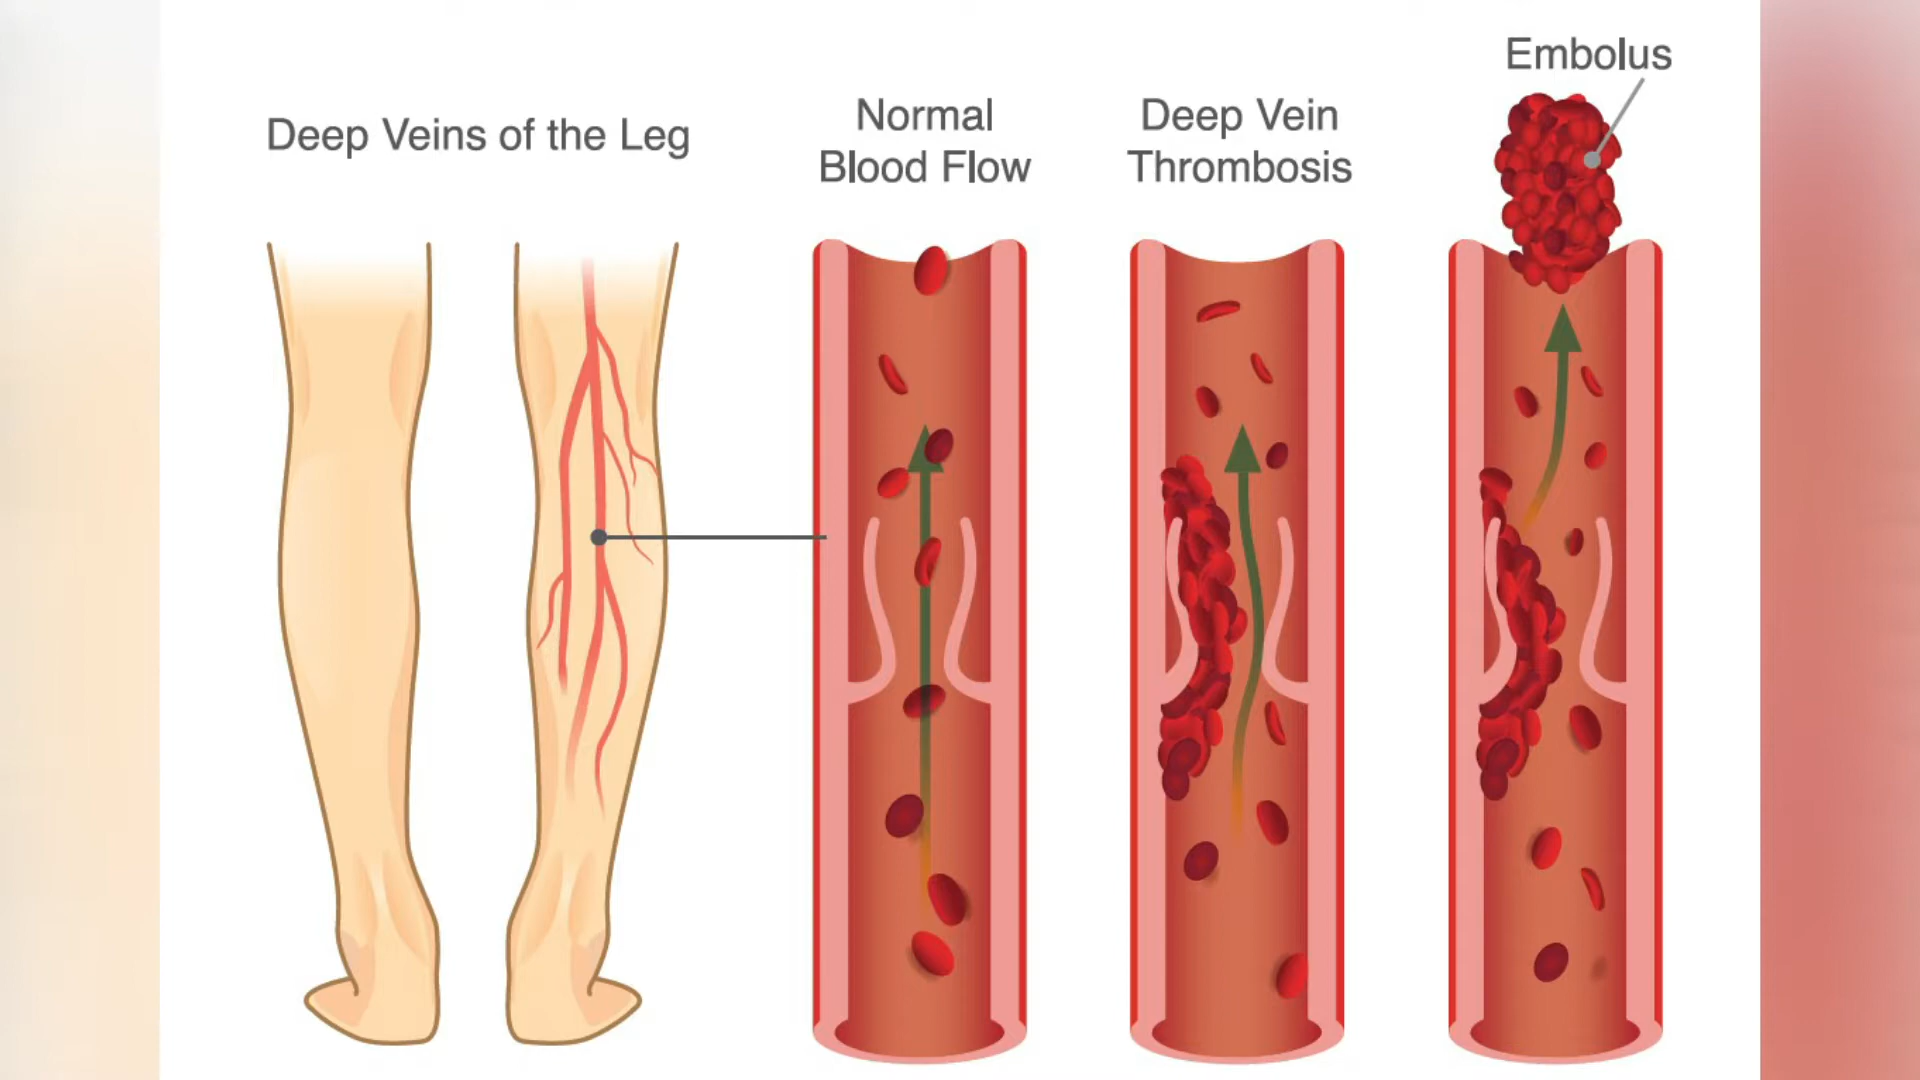 Embolus
Deep Veins of the Leg
Normal
Blood Flow
Deep Vein
Thrombosis